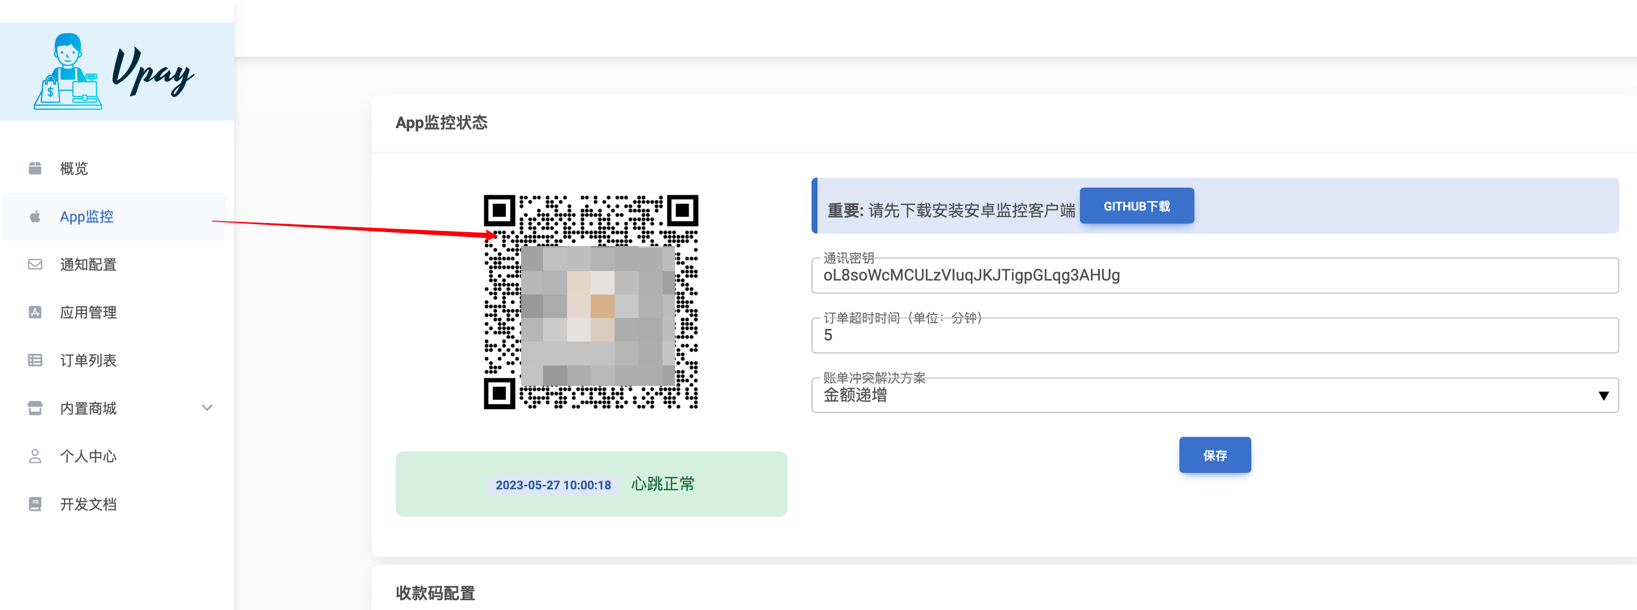 $
Vpay
概览
App监控
通知配置
应用管理
订单列表
内置商城
个人中心
开发文档
App监控状态
2023-05-27 10:00:18 心跳正常
重要: 请先下载安装安卓监控客户端 GITHUB下载
通讯密钥
oL8soWcMCULzVIuqJKJTigpGLqg3AHUg
订单超时时间（单位：分钟）
5
账单冲突解决方案
金额递增
保存
收款码配置